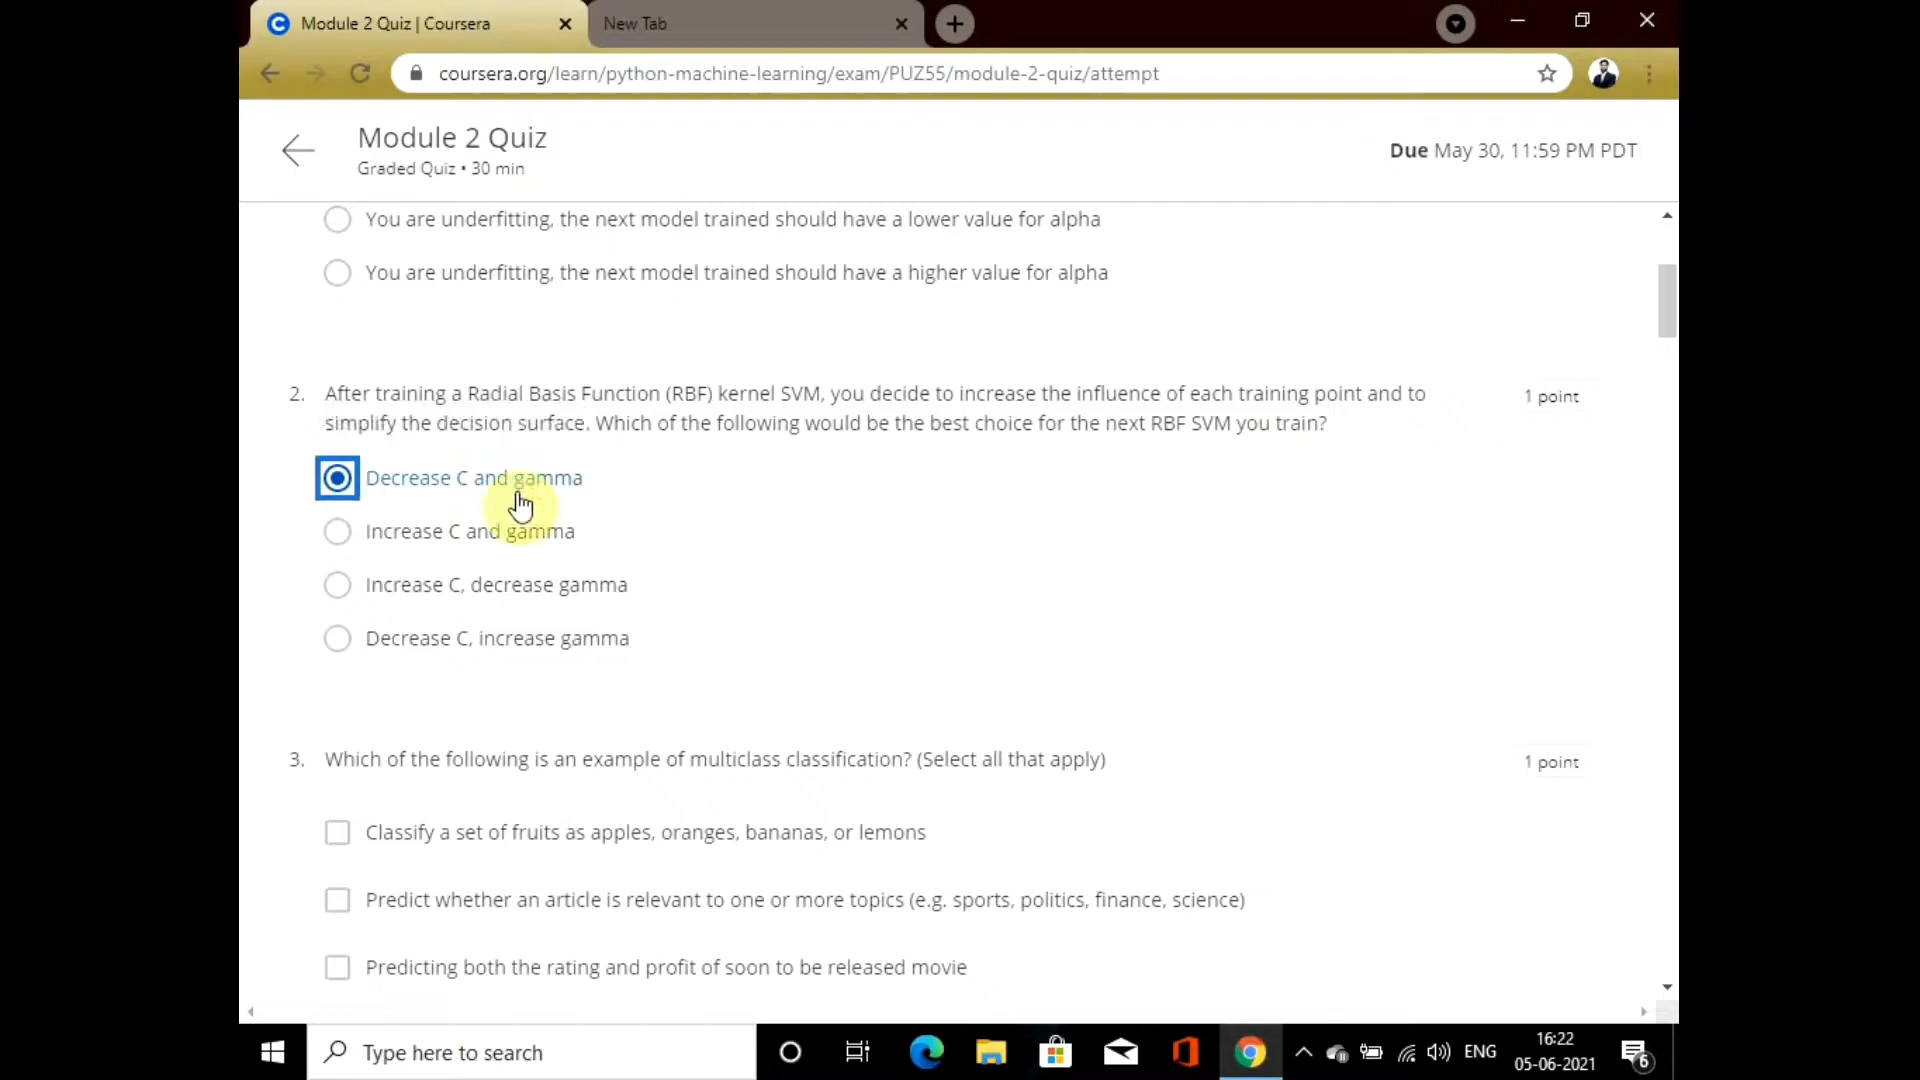 Module 2 Quiz | Coursera
New Tab
coursera.org/learn/python-machine-learning/exam/PUZ55/module-2-quiz/attempt
Module 2 Quiz
Graded Quiz • 30 min
Due May 30, 11:59 PM PDT
You are underfitting, the next model trained should have a lower value for alpha
You are underfitting, the next model trained should have a higher value for alpha
2. After training a Radial Basis Function (RBF) kernel SVM, you decide to increase the influence of each training point and to
simplify the decision surface. Which of the following would be the best choice for the next RBF SVM you train?
1 point
Decrease C and gamma
Increase C and gamma
Increase C, decrease gamma
Decrease C, increase gamma
3. Which of the following is an example of multiclass classification? (Select all that apply)
1 point
Classify a set of fruits as apples, oranges, bananas, or lemons
Predict whether an article is relevant to one or more topics (e.g. sports, politics, finance, science)
Predicting both the rating and profit of soon to be released movie
Type here to search
ENG
16:22
05-06-2021
6